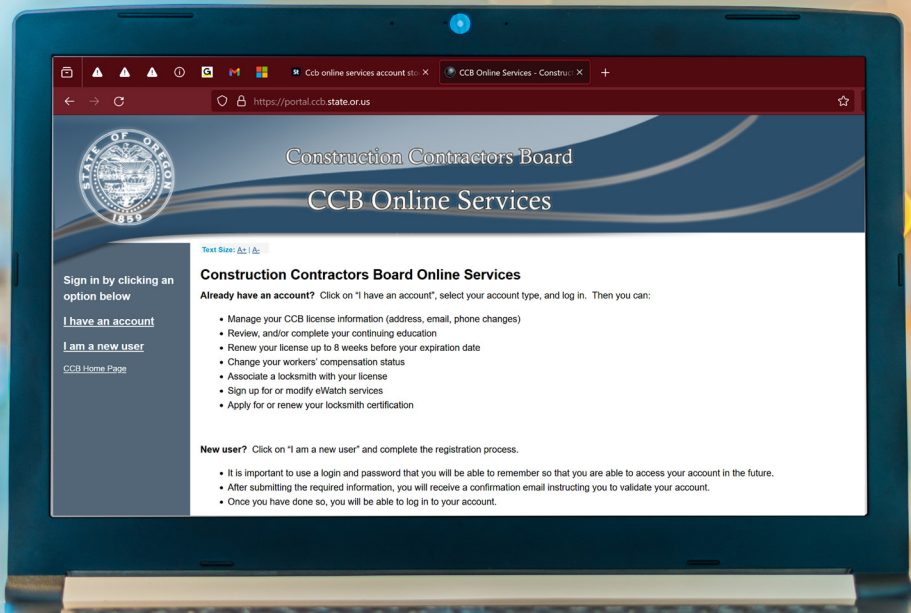 Ccb online services account sto
CCB Online Services - Construct
https://portal.ccb.state.or.us
STATE OF OREGON
1859
Construction Contractors Board
CCB Online Services
Text Size: A+ | A-
Sign in by clicking an
option below
I have an account
I am a new user
CCB Home Page
Construction Contractors Board Online Services
Already have an account? Click on "I have an account", select your account type, and log in. Then you can:
• Manage your CCB license information (address, email, phone changes)
• Review, and/or complete your continuing education
• Renew your license up to 8 weeks before your expiration date
• Change your workers' compensation status
• Associate a locksmith with your license
• Sign up for or modify eWatch services
• Apply for or renew your locksmith certification
New user? Click on "I am a new user" and complete the registration process.
• It is important to use a login and password that you will be able to remember so that you are able to access your account in the future.
• After submitting the required information, you will receive a confirmation email instructing you to validate your account.
• Once you have done so, you will be able to log in to your account.